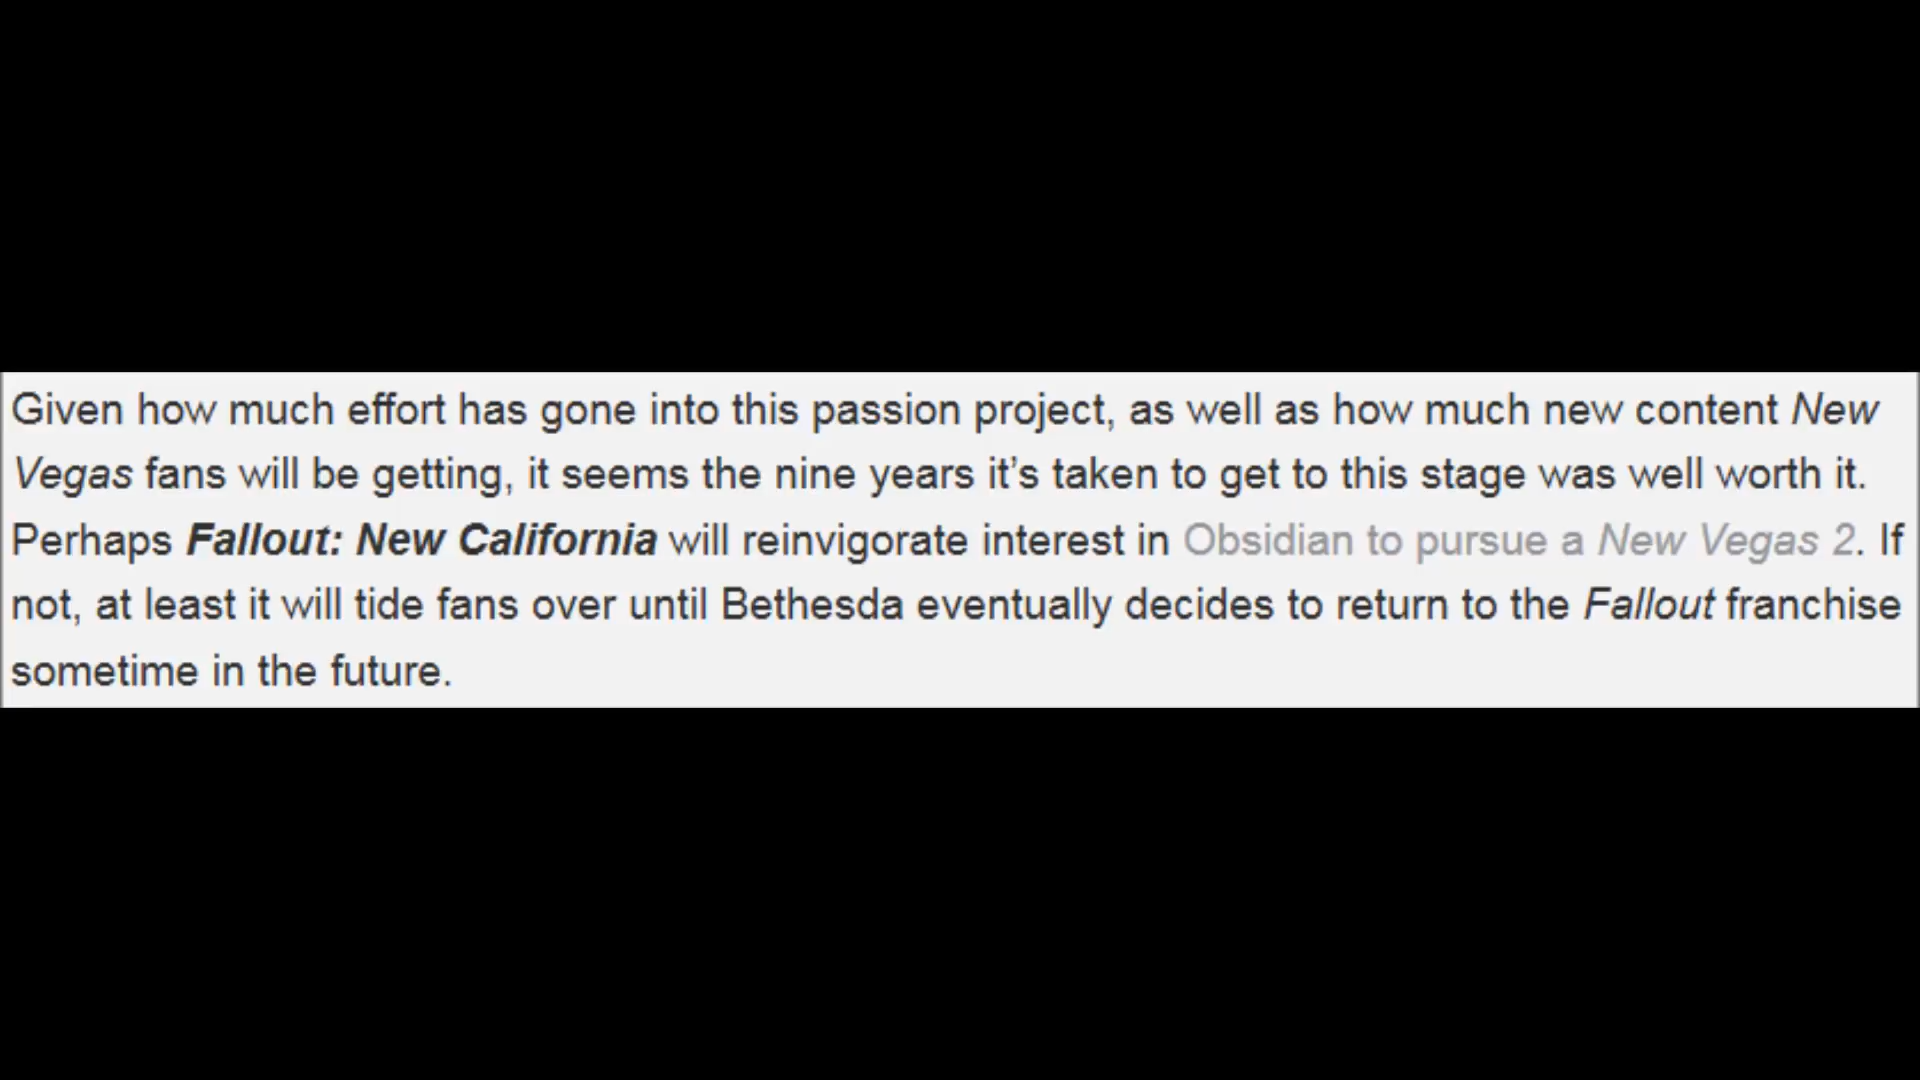 Given how much effort has gone into this passion project, as well as how much new content New
Vegas fans will be getting, it seems the nine years it’s taken to get to this stage was well worth it.
Perhaps Fallout: New California will reinvigorate interest in Obsidian to pursue a New Vegas 2. If
not, at least it will tide fans over until Bethesda eventually decides to return to the Fallout franchise
sometime in the future.